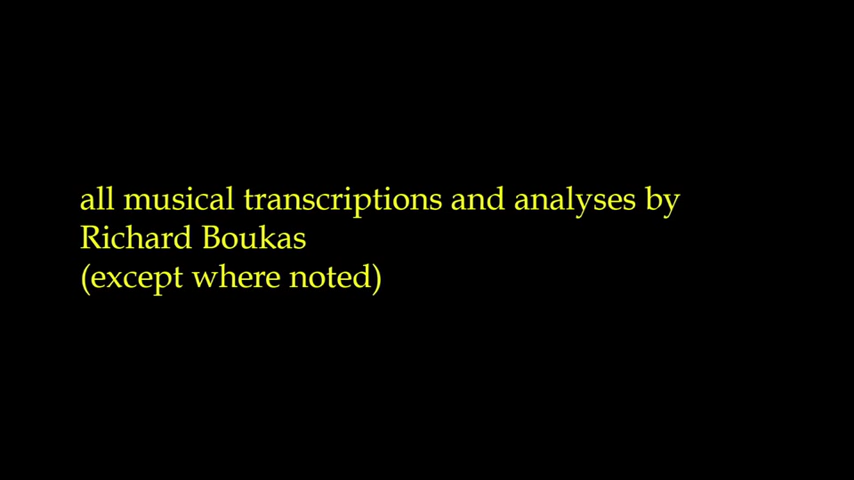 all musical transcriptions and analyses by
Richard Boukas
(except where noted)